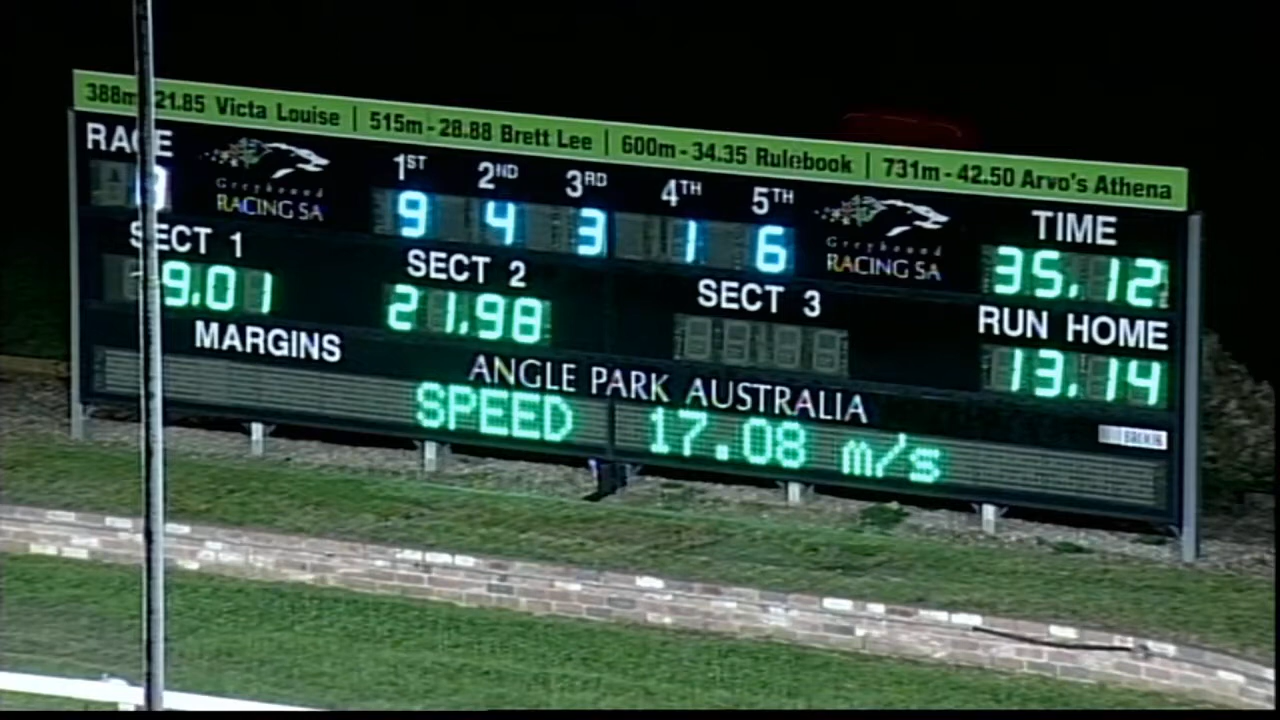 388m 21.85 Victa Louise | 515m - 28.88 Brett Lee | 600m - 34.35 Rulebook | 731m - 42.50 Arvo's Athena
RACE 1ST 2ND 3RD 4TH 5TH TIME
Greyhound RACING SA 9 4 3 1 6 Greyhound RACING SA 35.12
SECT 1 SECT 2 SECT 3 RUN HOME
9.01 21.98 13.14
MARGINS ANGLE PARK AUSTRALIA
SPEED 17.08 m/s